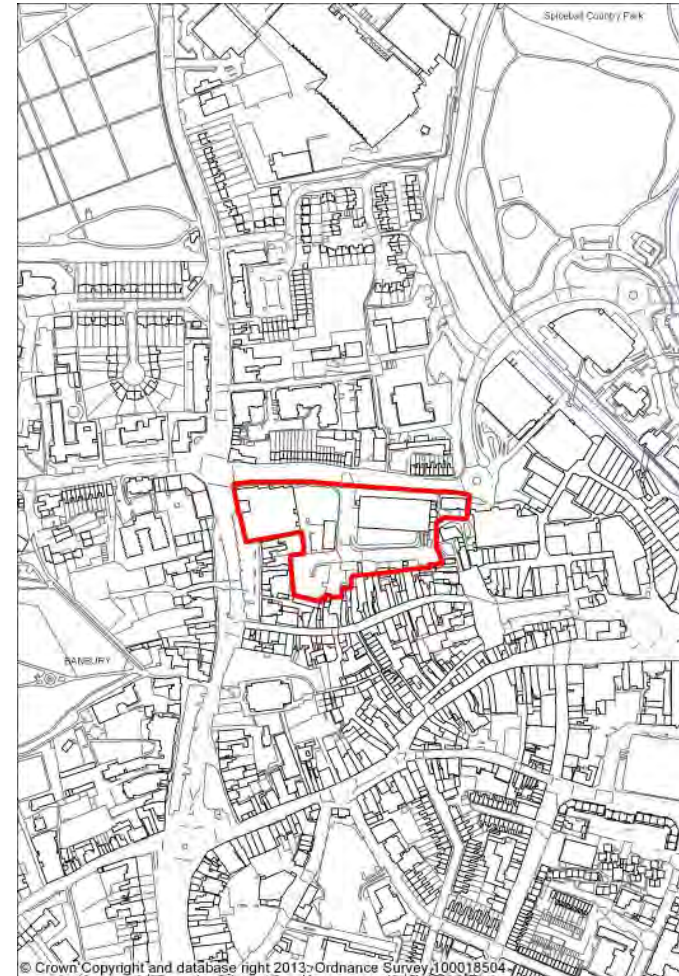 Spiceball Country Park
BANBURY
© Crown Copyright and database right 2013. Ordnance Survey 100018504